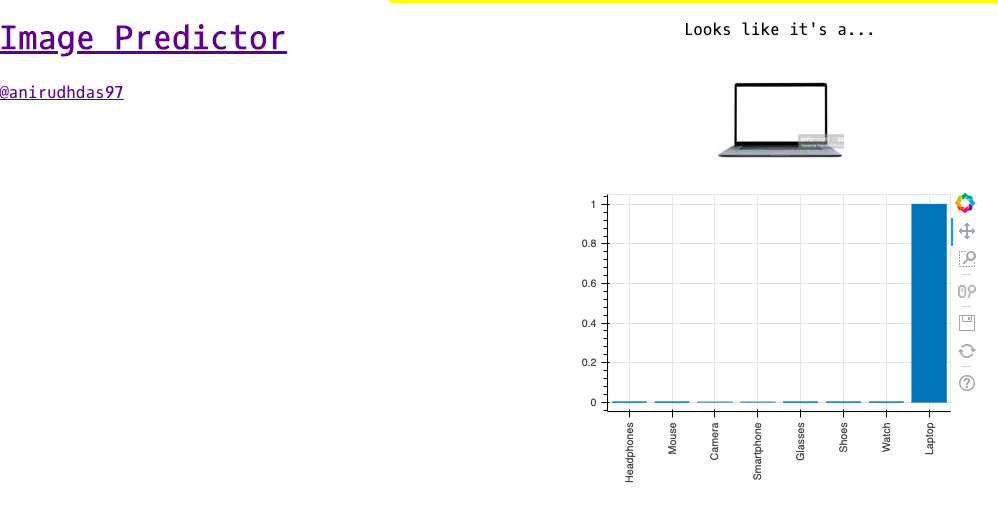 Image Predictor
@anirudhdas97
Looks like it's a...
1
0.8
0.6
0.4
0.2
0
Headphones
Mouse
Camera
Smartphone
Glasses
Shoes
Watch
Laptop